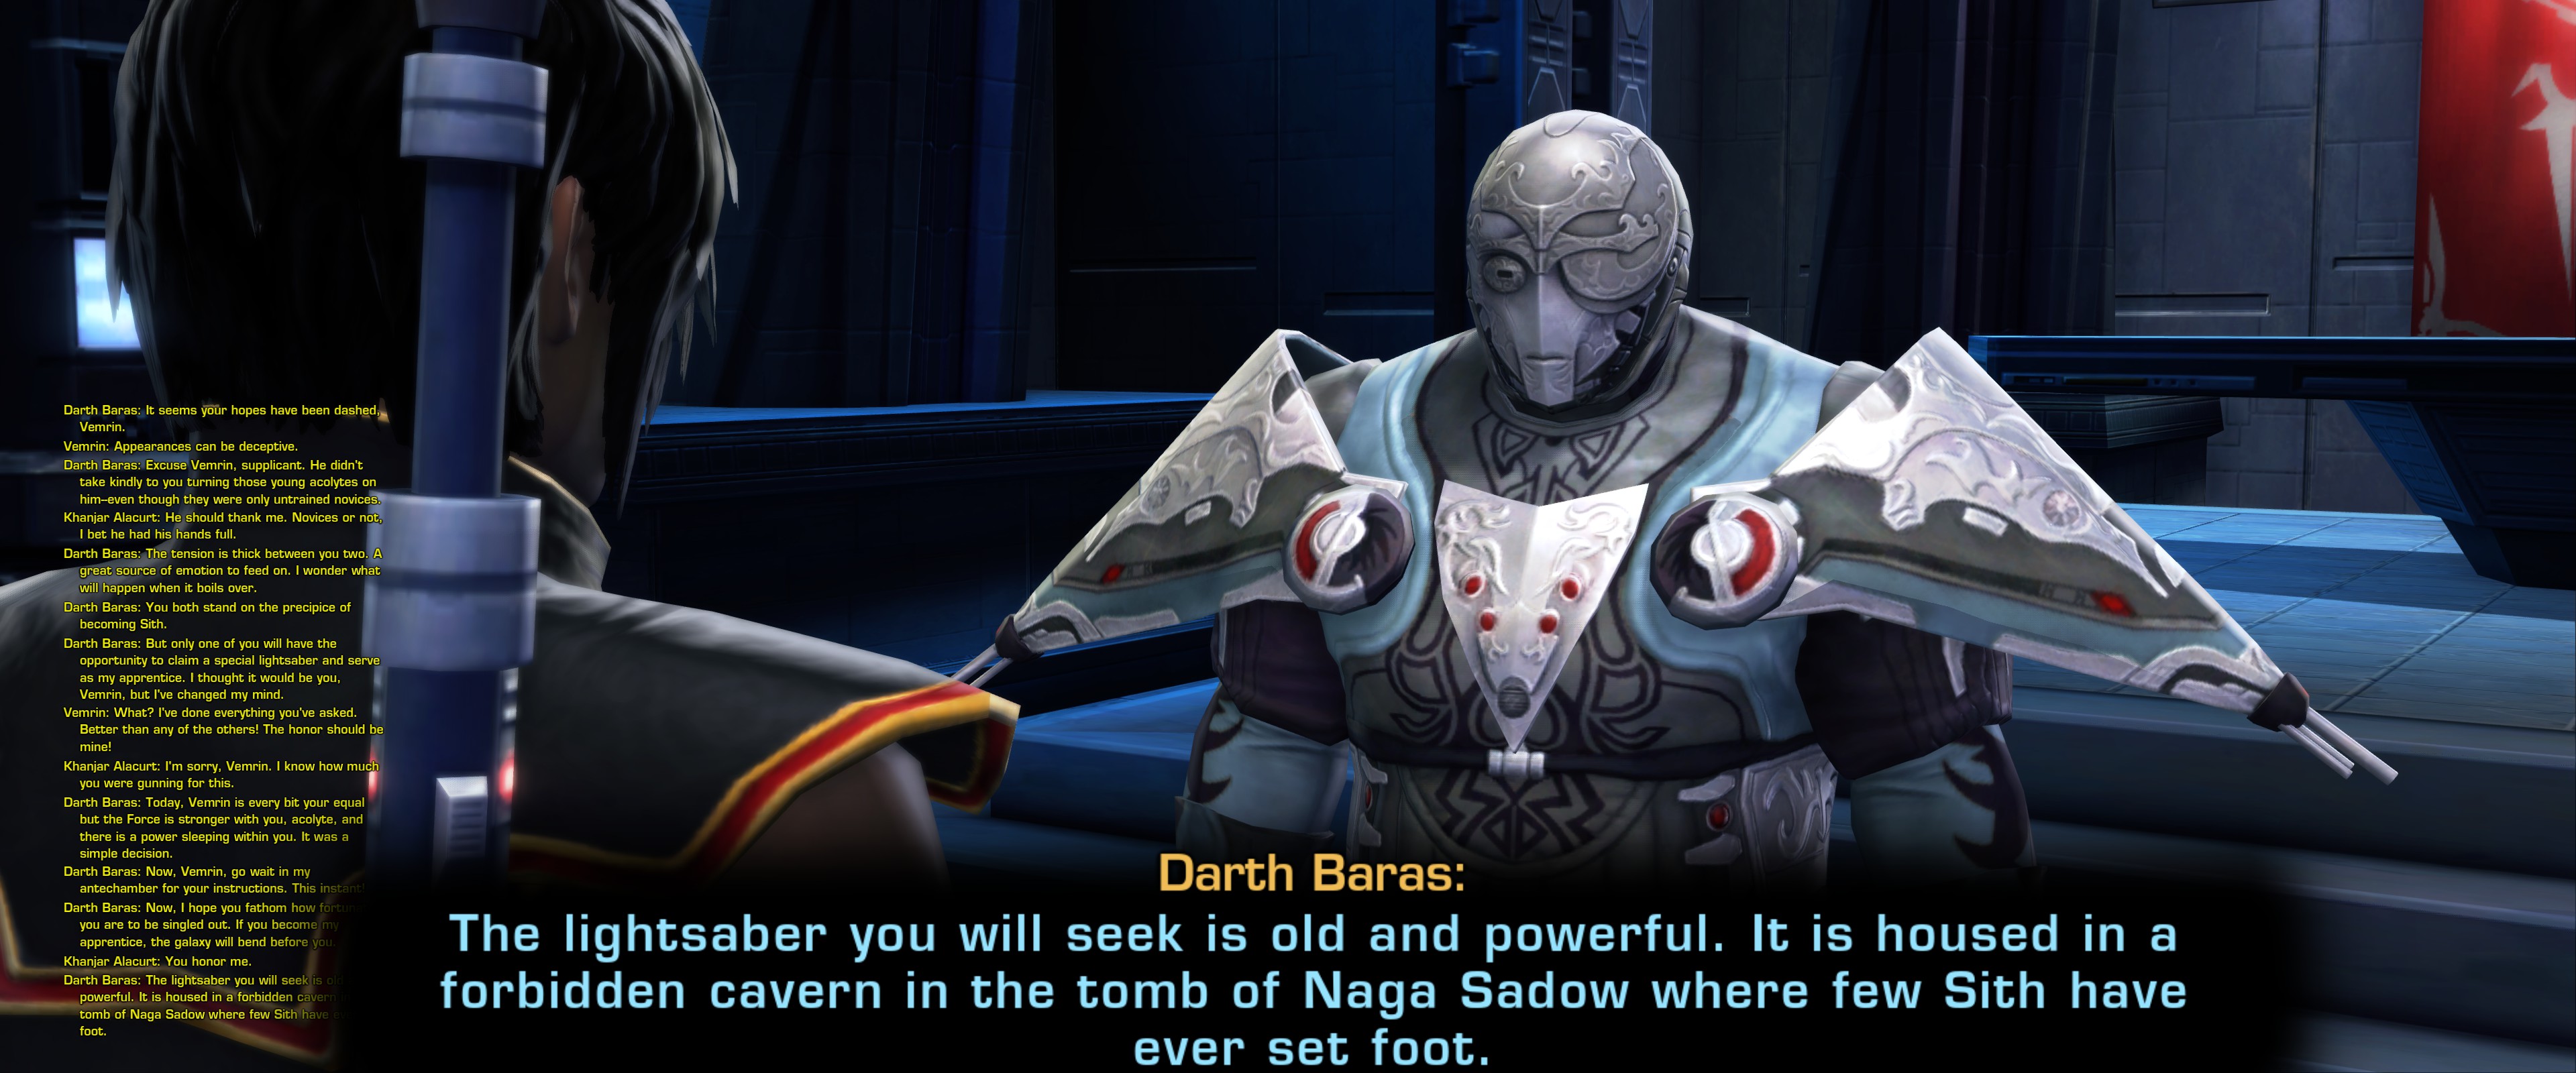 Darth Baras: It seems your hopes have been dashed,
Vemrin.
Vemrin: Appearances can be deceptive.
Darth Baras: Excuse Vemrin, supplicant. He didn't
take kindly to you turning those young acolytes on
him--even though they were only untrained novices.
Khanjar Alacurt: He should thank me. Novices or not,
I bet he had his hands full.
Darth Baras: The tension is thick between you two. A
great source of emotion to feed on. I wonder what
will happen when it boils over.
Darth Baras: You both stand on the precipice of
becoming Sith.
Darth Baras: But only one of you will have the
opportunity to claim a special lightsaber and serve
as my apprentice. I thought it would be you,
Vemrin, but I've changed my mind.
Vemrin: What? I've done everything you've asked.
Better than any of the others! The honor should be
mine!
Khanjar Alacurt: I'm sorry, Vemrin. I know how much
you were gunning for this.
Darth Baras: Today, Vemrin is every bit your equal
but the Force is stronger with you, acolyte, and
there is a power sleeping within you. It was a
simple decision.
Darth Baras: Now, Vemrin, go wait in my
antechamber for your instructions. This instant!
Darth Baras: Now, I hope you fathom how
you are to be singled out. If you become my
apprentice, the galaxy will bend before you.
Khanjar Alacurt: You honor me.
Darth Baras: The lightsaber you will seek is old
powerful. It is housed in a forbidden cavern
tomb of Naga Sadow where few Sith have
foot.
Darth Baras:
The lightsaber you will seek is old and powerful. It is housed in a
forbidden cavern in the tomb of Naga Sadow where few Sith have
ever set foot.